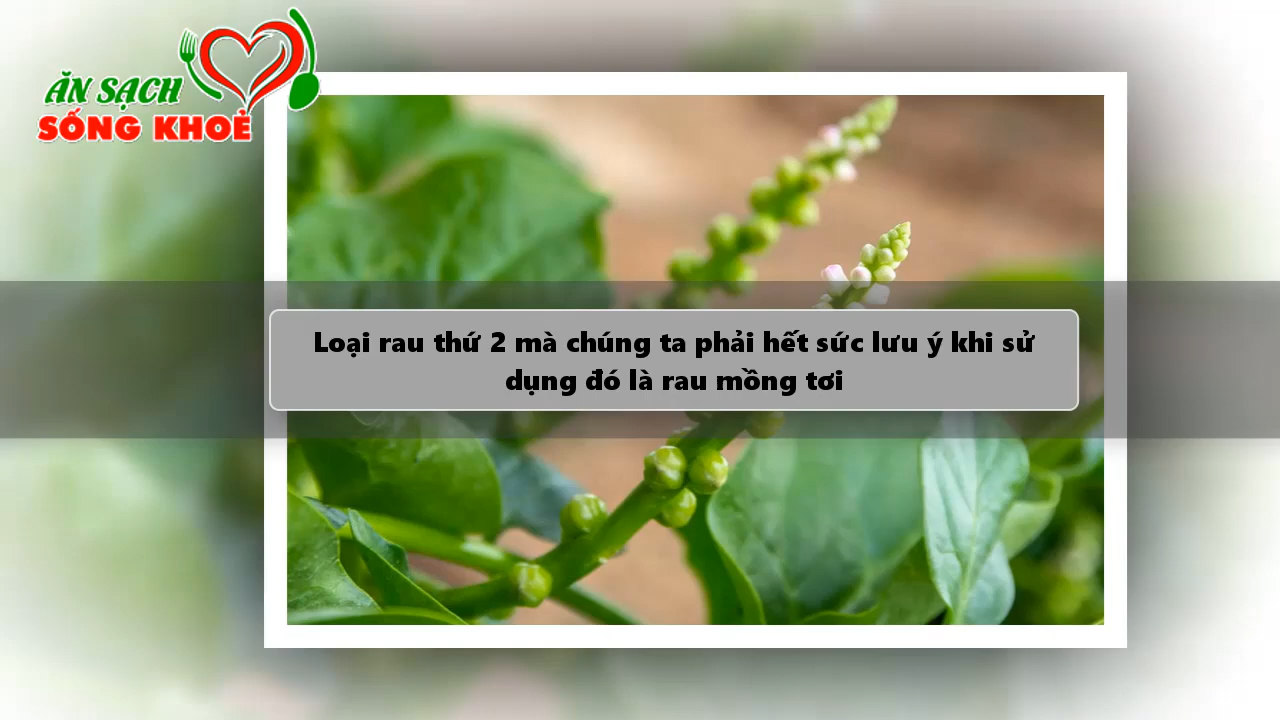 ĂN SẠCH
SỐNG KHOẺ
Loại rau thứ 2 mà chúng ta phải hết sức lưu ý khi sử
dụng đó là rau mồng tơi